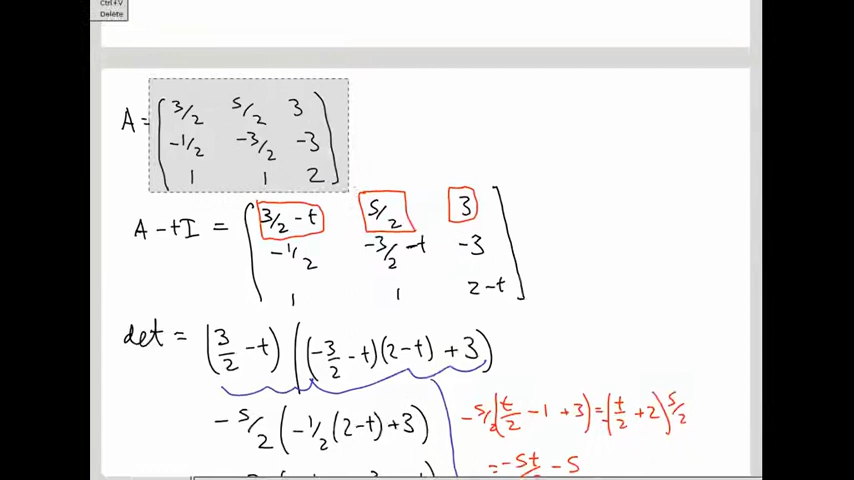 Ctrl+V
Delete
A = ( 3/2 5/2 3
-1/2 -3/2 -3
1 1 2 )
A - tI = ( 3/2 - t 5/2 3
-1/2 -3/2 - t -3
1 1 2 - t )
det = (3/2 - t) ((-3/2 - t)(2 - t) + 3)
- 5/2 (-1/2 (2 - t) + 3)
-5/2 (t/2 - 1 + 3) = -(t/2 + 2) 5/2
= -5t/ - 5